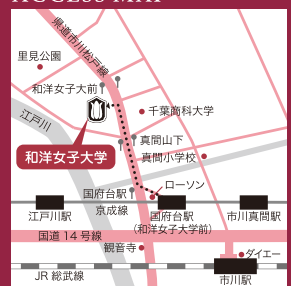 ACCESS MAP
県道市川松戸線
里見公園
和洋女子大前
江戸川
千葉商科大学
真間山下
和洋女子大学
真間小学校
国府台駅
ローソン
京成線
江戸川駅
国府台駅
(和洋女子大学前)
市川真間駅
国道14号線
観音寺
ダイエー
JR 総武線
市川駅